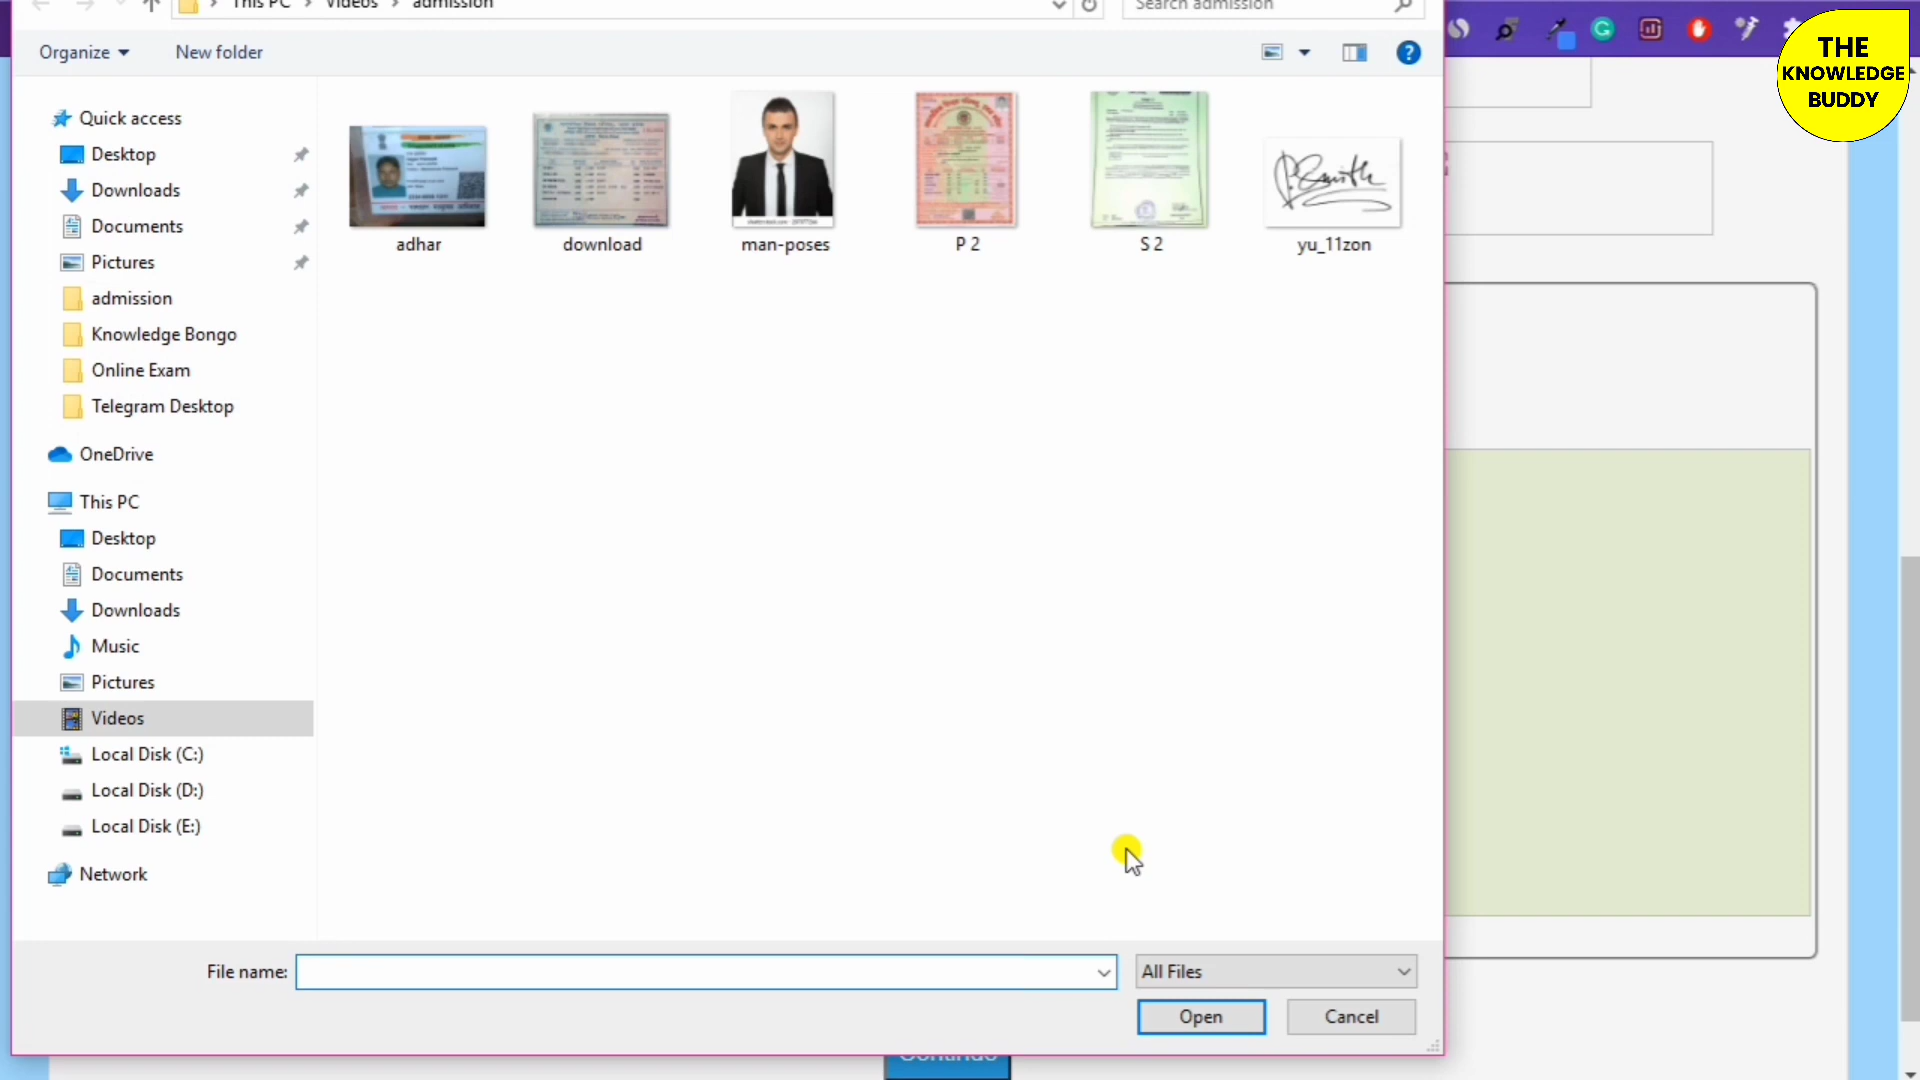 This PC > Videos > admission
Search admission
THE
KNOWLEDGE
BUDDY
Organize
New folder
Quick access
Desktop
Downloads
Documents
Pictures
admission
Knowledge Bongo
Online Exam
Telegram Desktop
OneDrive
This PC
Desktop
Documents
Downloads
Music
Pictures
Videos
Local Disk (C:)
Local Disk (D:)
Local Disk (E:)
Network
adhar
download
man-poses
P 2
S 2
yu_11zon
File name:
All Files
Open
Cancel